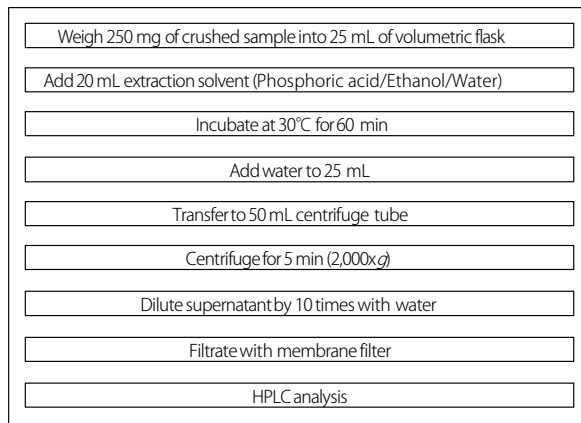 Weigh 250 mg of crushed sample into 25 mL of volumetric flask
Add 20 mL extraction solvent (Phosphoric acid/Ethanol/Water)
Incubate at 30°C for 60 min
Add water to 25 mL
Transfer to 50 mL centrifuge tube
Centrifuge for 5 min (2,000xg)
Dilute supernatant by 10 times with water
Filtrate with membrane filter
HPLC analysis